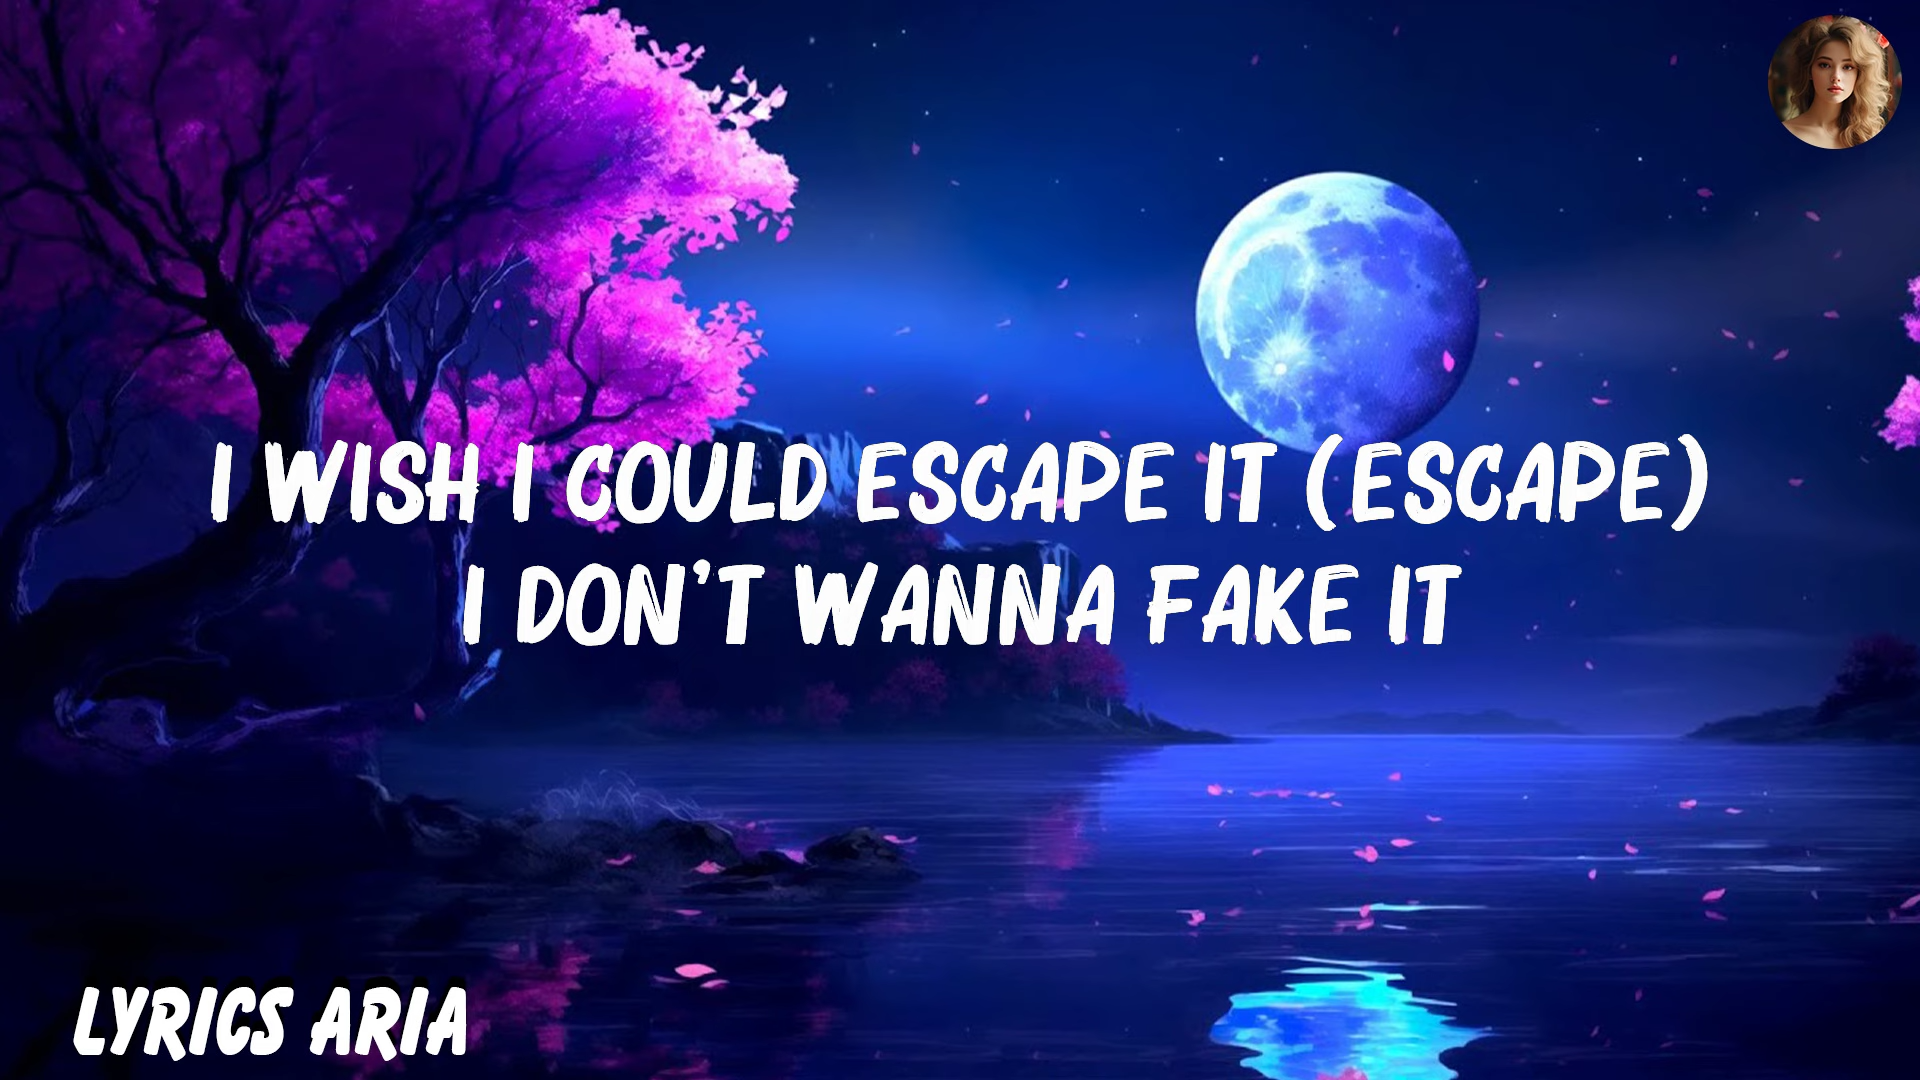 I WISH I COULD ESCAPE IT (ESCAPE)
I DON'T WANNA FAKE IT
LYRICS ARIA